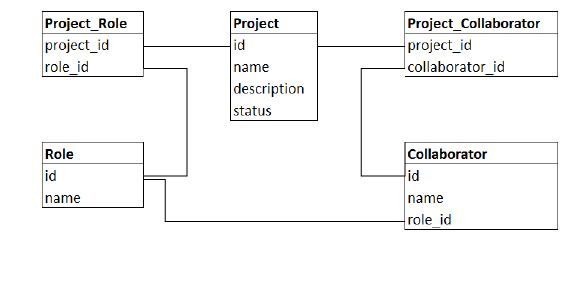 Project_Role
project_id
role_id
Project
id
name
description
status
Project_Collaborator
project_id
collaborator_id
Role
id
name
Collaborator
id
name
role_id